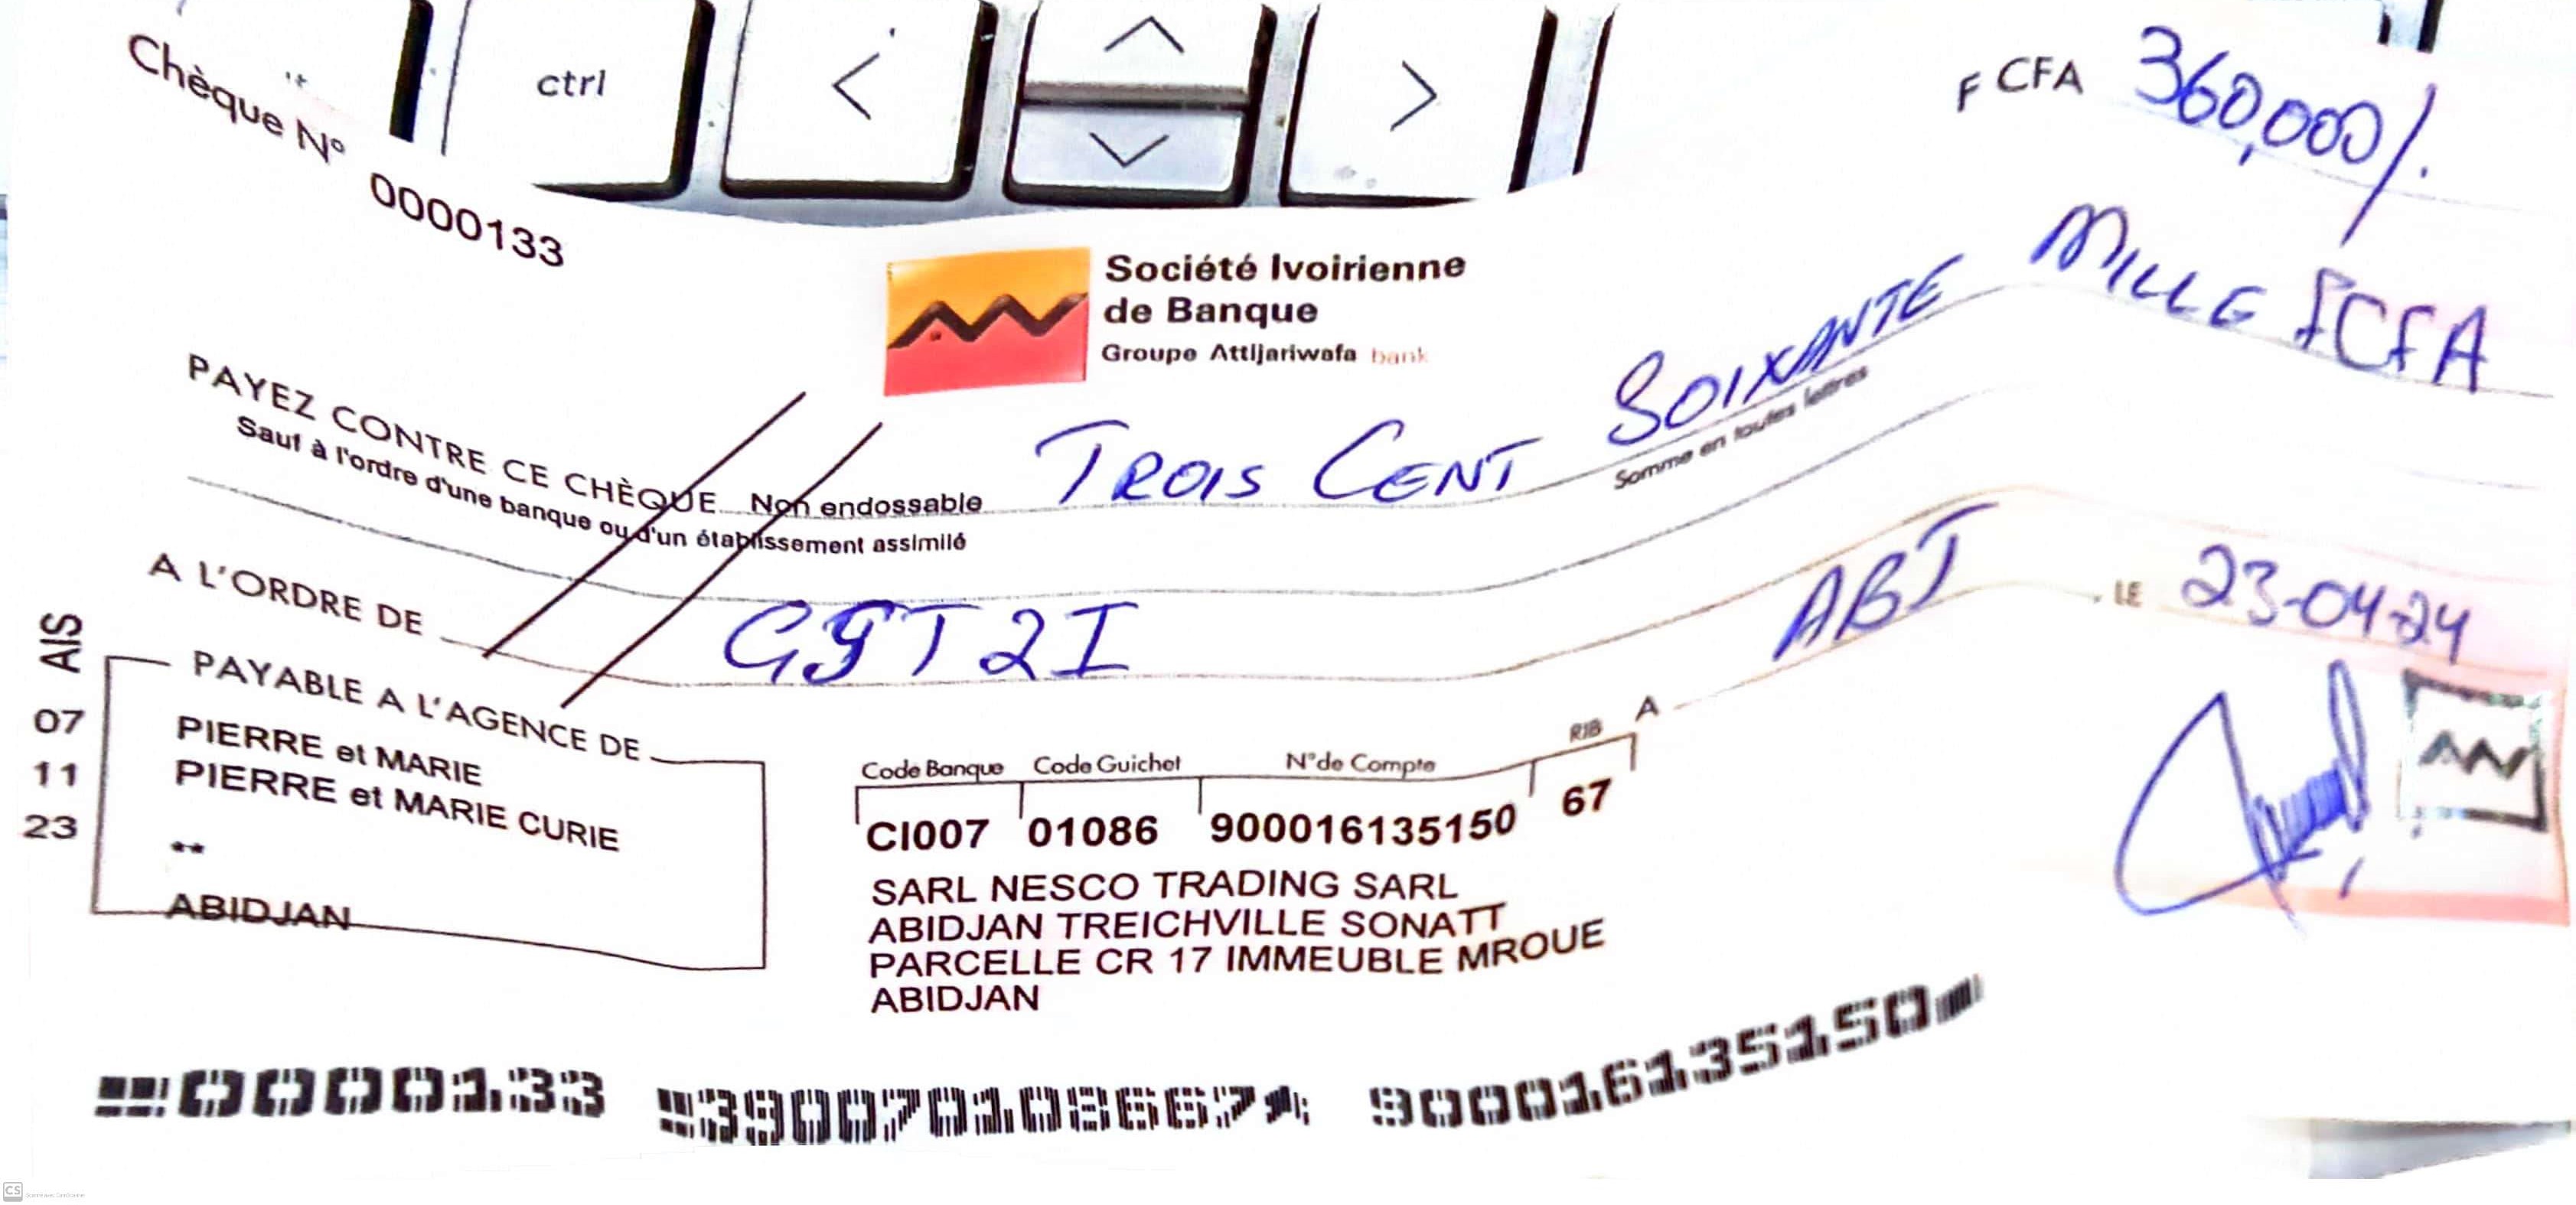 ctrl
Chèque N° 0000133
F CFA 360,000/.
Société Ivoirienne
de Banque
Groupe Attijariwafa bank
PAYEZ CONTRE CE CHÈQUE Non endossable TROIS CENT SOIXANTE MILLE FCFA
Sauf à l'ordre d'une banque ou d'un établissement assimilé
Somme en toutes lettres
A L'ORDRE DE GST2I
A ABJ LE 23-04-24
AIS
07
11
23
PAYABLE A L'AGENCE DE
PIERRE et MARIE
PIERRE et MARIE CURIE
**
ABIDJAN
Code Banque Code Guichet N° de Compte RIB
CI007 01086 900016135150 67
SARL NESCO TRADING SARL
ABIDJAN TREICHVILLE SONATT
PARCELLE CR 17 IMMEUBLE MROUE
ABIDJAN
0000133 390070108667 900016135150
CS